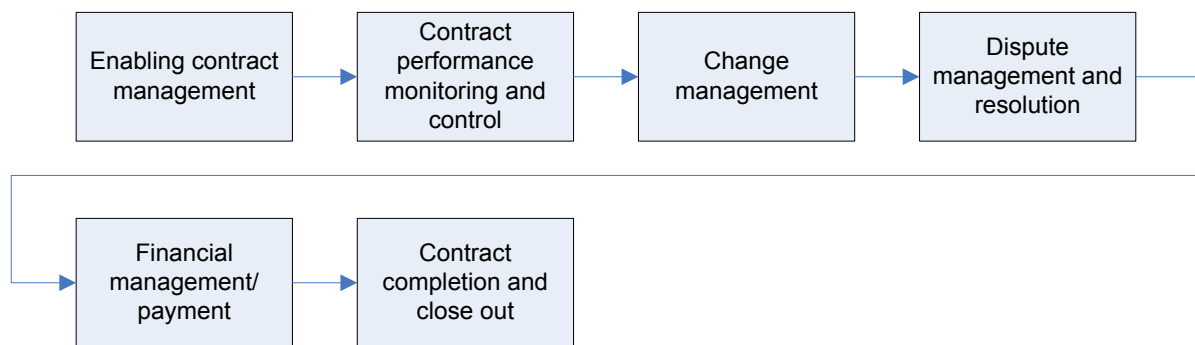 Enabling contract
management
Contract
performance
monitoring and
control
Change
management
Dispute
management and
resolution
Financial
management/
payment
Contract
completion and
close out